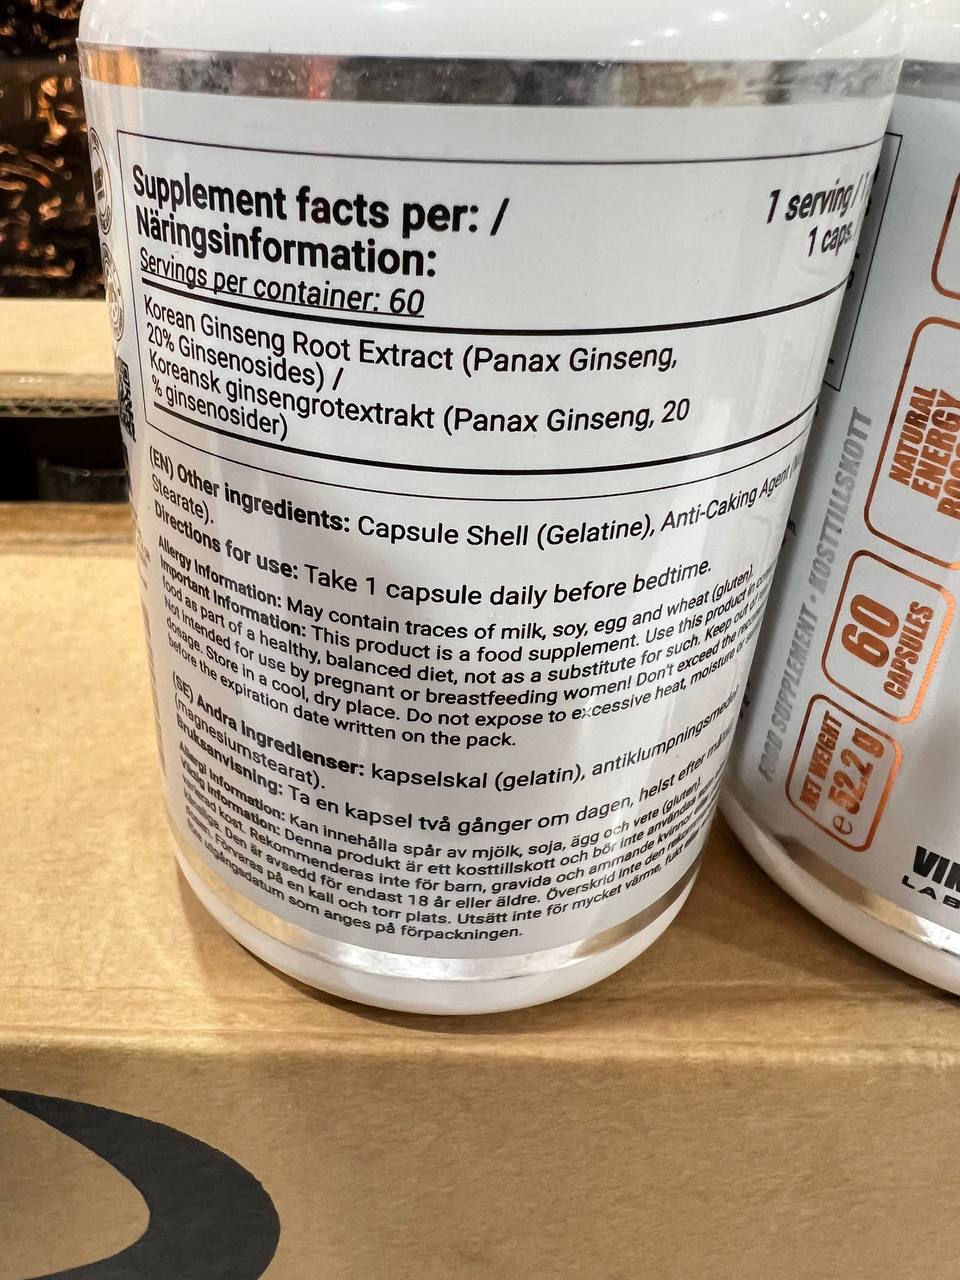 Supplement facts per: /
Näringsinformation:
1 serving /
1 caps.
Servings per container: 60
Korean Ginseng Root Extract (Panax Ginseng,
20% Ginsenosides) /
Koreansk ginsengrotextrakt (Panax Ginseng, 20
% ginsenosider)
(EN) Other ingredients: Capsule Shell (Gelatine), Anti-Caking Agent
Stearate).
Directions for use: Take 1 capsule daily before bedtime.
Allergy Information: May contain traces of milk, soy, egg and wheat (gluten).
Important Information: This product is a food supplement. Use this product in
food as part of a healthy, balanced diet, not as a substitute for such. Keep out of
Not intended for use by pregnant or breastfeeding women! Don't exceed the
dosage. Store in a cool, dry place. Do not expose to excessive heat, moisture or
before the expiration date written on the pack.
(SE) Andra ingredienser: kapselskal (gelatin), antiklumpningsmedel
(magnesiumstearat).
Bruksanvisning: Ta en kapsel två gånger om dagen, helst efter
Allergi Information: Kan innehålla spår av mjölk, soja, ägg och vete (gluten).
Viktig Information: Denna produkt är ett kosttillskott och bör inte användas
varierad kost. Rekommenderas inte för barn, gravida och ammande kvinnor
känsliga. Den är avsedd för endast 18 år eller äldre. Överskrid inte den
Förvaras på en kall och torr plats. Utsätt inte för mycket värme, fukt
utgångsdatum som anges på förpackningen.
NATURAL
ENERGY
FOOD SUPPLEMENT • KOSTTILLSKOTT
60
CAPSULES
NET WEIGHT
e 52.2 g